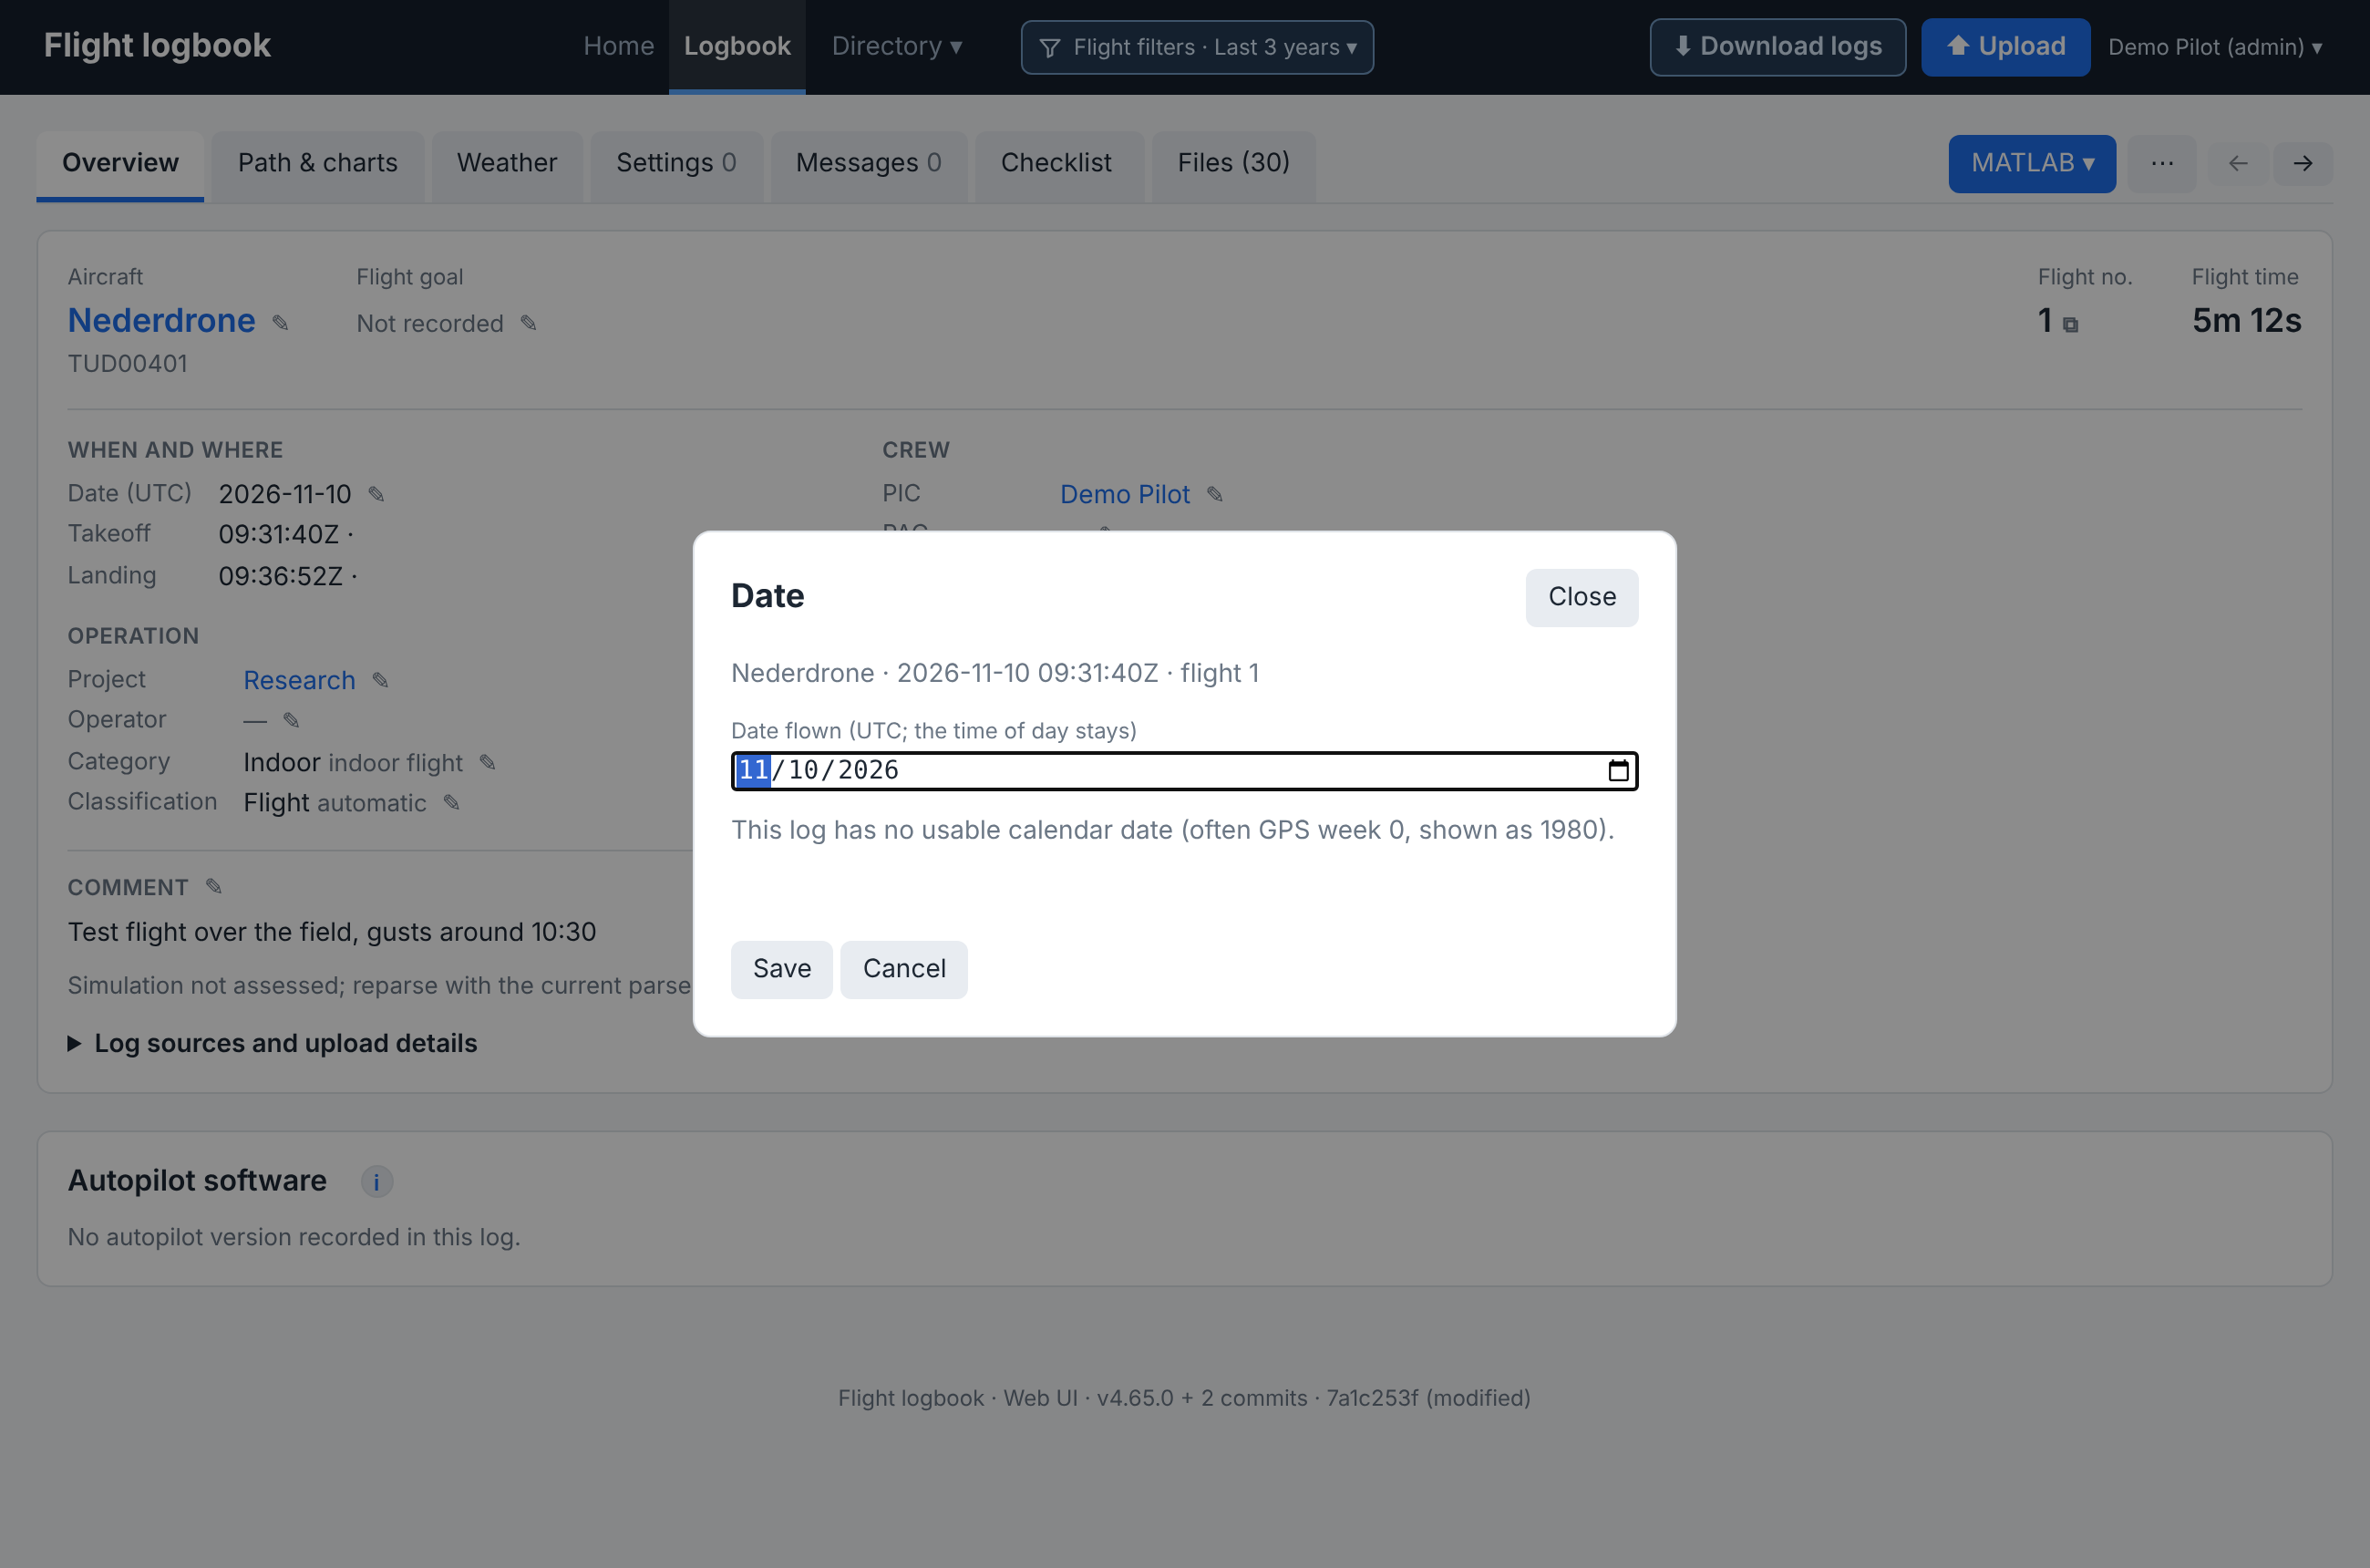 Flight logbook
Home
Logbook
Directory ▾
Flight filters · Last 3 years ▾
⬇ Download logs
⬆ Upload
Demo Pilot (admin) ▾
Overview
Path & charts
Weather
Settings 0
Messages 0
Checklist
Files (30)
MATLAB ▾
⋯
←
→
Aircraft
Flight goal
Flight no.
Flight time
Nederdrone ✎
Not recorded ✎
1
5m 12s
TUD00401
WHEN AND WHERE
Date (UTC) 2026-11-10 ✎
Takeoff 09:31:40Z ·
Landing 09:36:52Z ·
CREW
PIC Demo Pilot ✎
OPERATION
Project Research ✎
Operator — ✎
Category Indoor indoor flight ✎
Classification Flight automatic ✎
COMMENT ✎
Test flight over the field, gusts around 10:30
Simulation not assessed; reparse with the current parse
▶ Log sources and upload details
Date
Close
Nederdrone · 2026-11-10 09:31:40Z · flight 1
Date flown (UTC; the time of day stays)
11/10/2026
This log has no usable calendar date (often GPS week 0, shown as 1980).
Save
Cancel
Autopilot software i
No autopilot version recorded in this log.
Flight logbook · Web UI · v4.65.0 + 2 commits · 7a1c253f (modified)